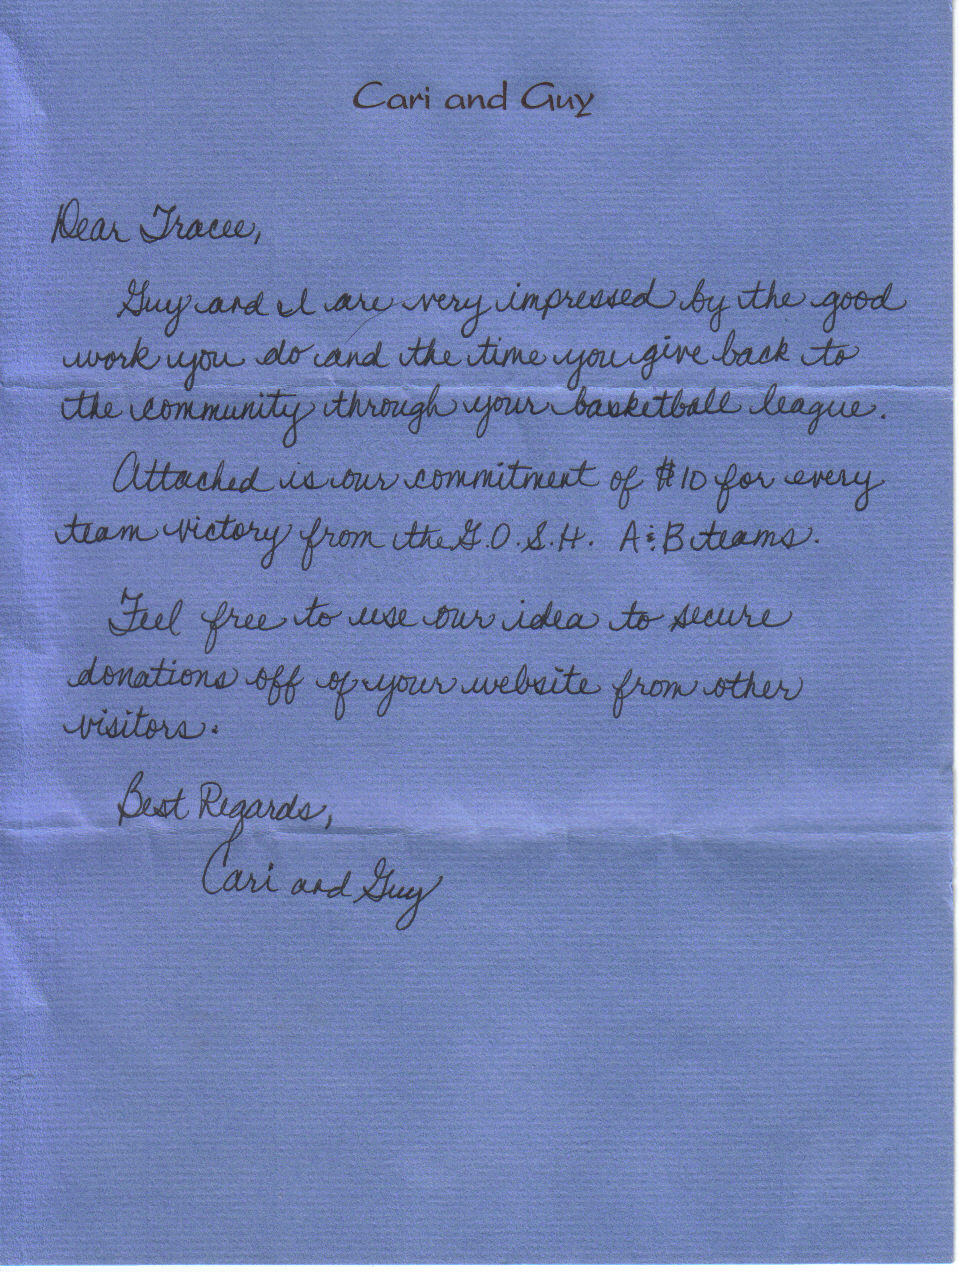 Cari and Guy
Dear Tracee,
Guy and I are very impressed by the good
work you do and the time you give back to
the community through your basketball league.
Attached is our commitment of $10 for every
team victory from the G.O.S.H. A & B teams.
Feel free to use our idea to secure
donations off of your website from other
visitors.
Best Regards,
Cari and Guy